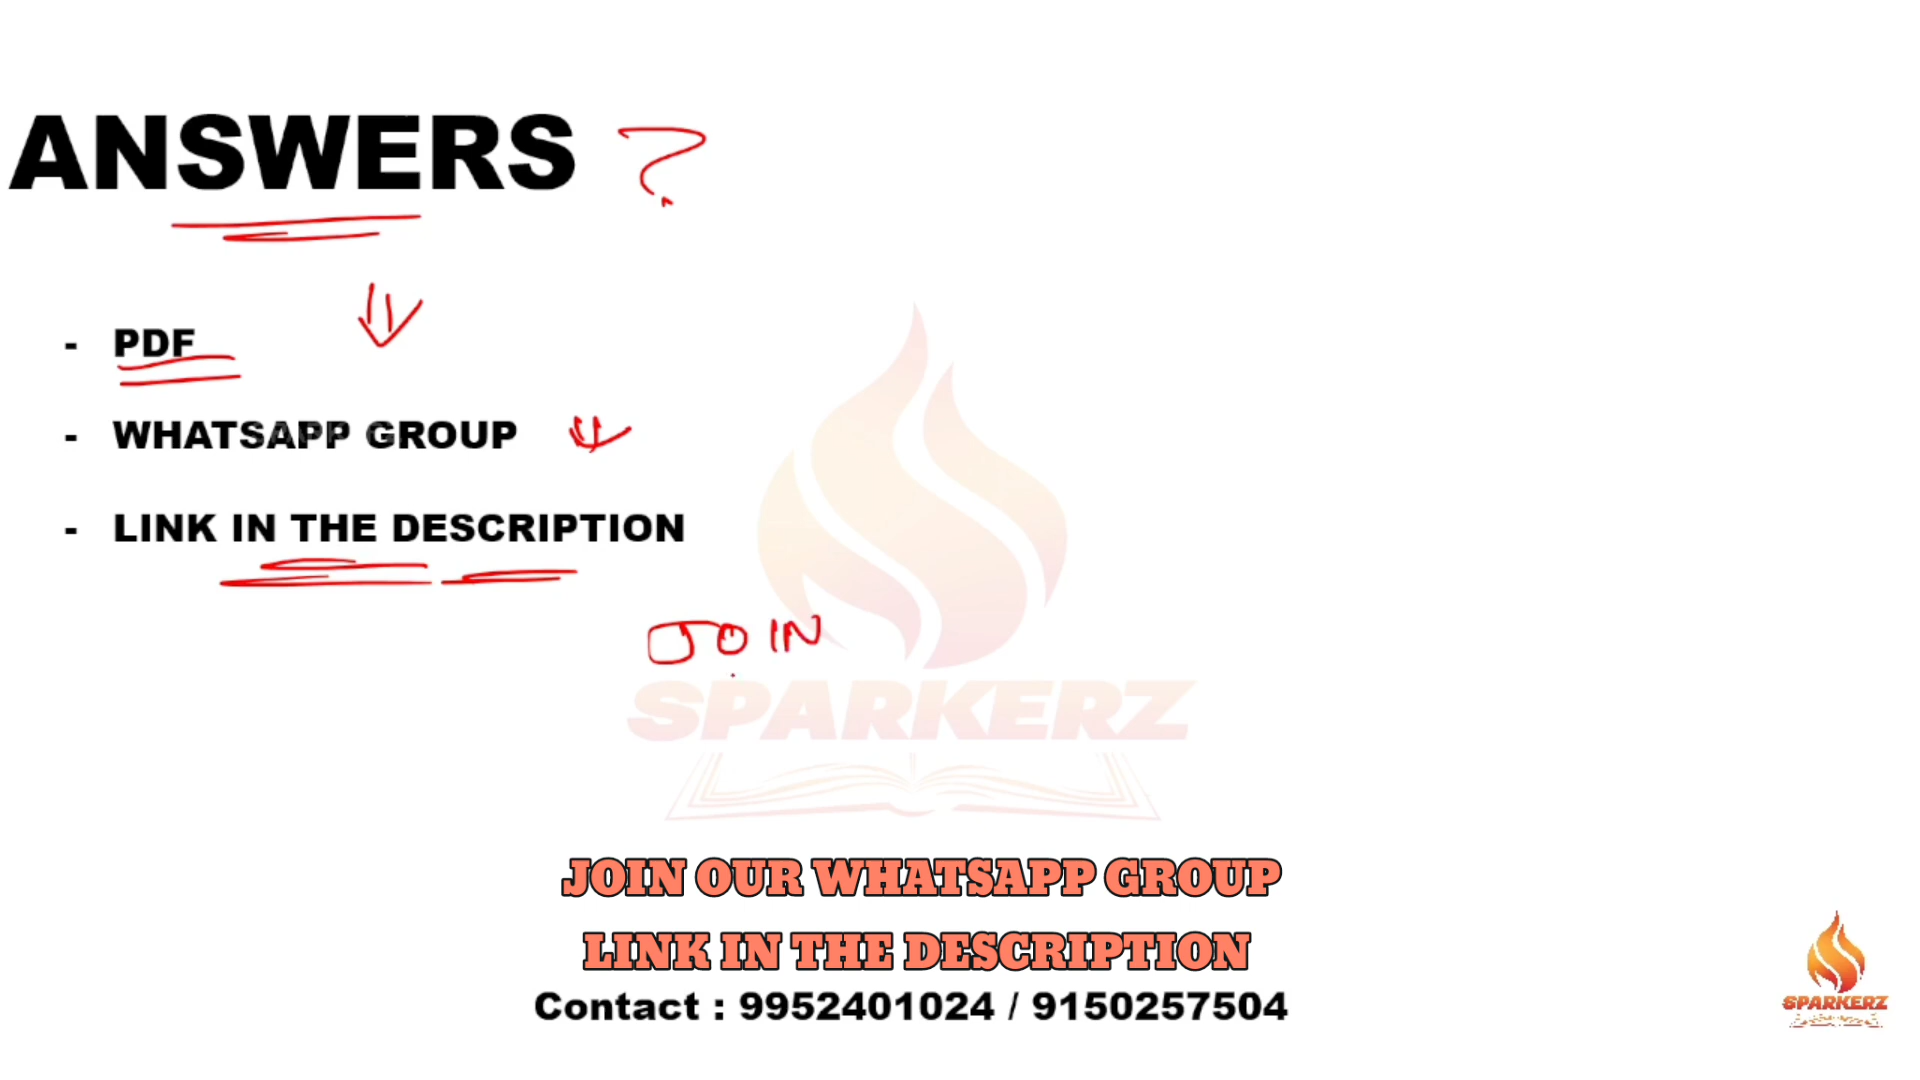 ANSWERS ?
- PDF
- WHATSAPP GROUP
- LINK IN THE DESCRIPTION
JOIN
SPARKERZ
JOIN OUR WHATSAPP GROUP
LINK IN THE DESCRIPTION
Contact : 9952401024 / 9150257504
SPARKERZ